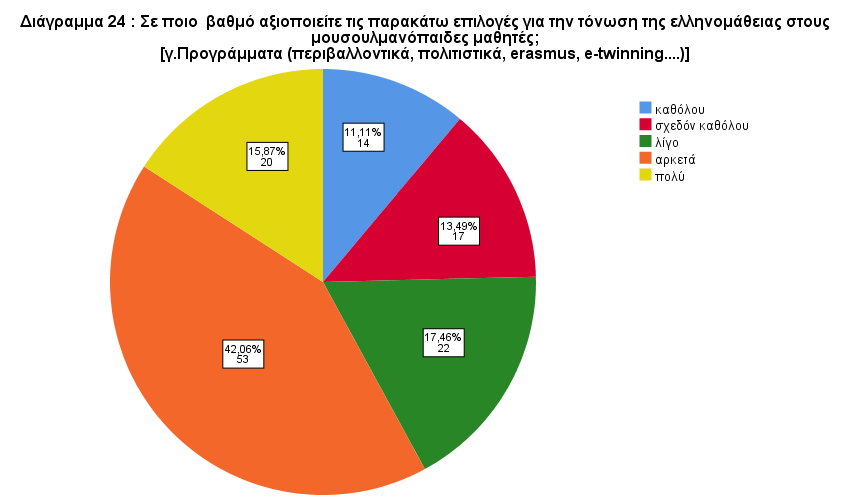 Διάγραμμα 24 : Σε ποιο βαθμό αξιοποιείτε τις παρακάτω επιλογές για την τόνωση της ελληνομάθειας στους
μουσουλμανόπαιδες μαθητές;
[γ.Προγράμματα (περιβαλλοντικά, πολιτιστικά, erasmus, e-twinning....)]
καθόλου
σχεδόν καθόλου
λίγο
αρκετά
πολύ
11,11%
14
15,87%
20
13,49%
17
17,46%
22
42,06%
53